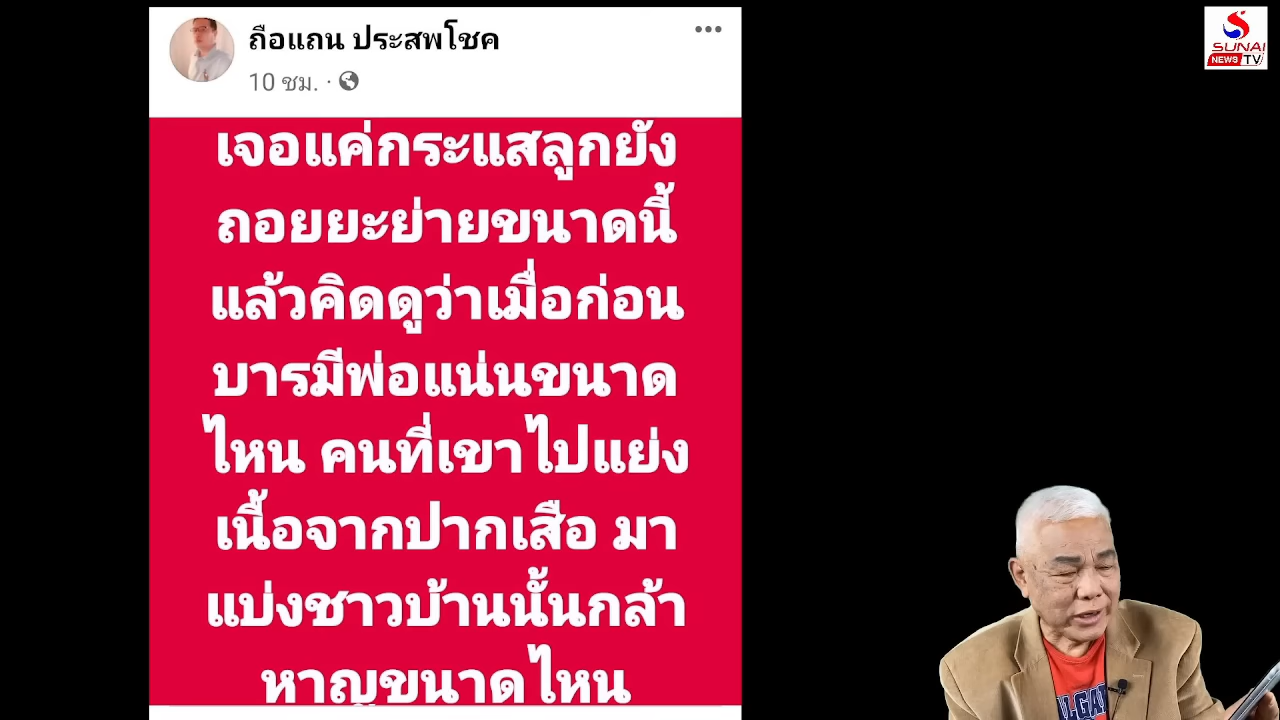 ถือแถน ประสพโชค
10 ชม. ·
SUNAI
NEWS TV
เจอแค่กระแสลูกยัง
ถอยยะย่ายขนาดนี้
แล้วคิดดูว่าเมื่อก่อน
บารมีพ่อแน่นขนาด
ไหน คนที่เขาไปแย่ง
เนื้อจากปากเสือ มา
แบ่งชาวบ้านนั้นกล้า
หาญขนาดไหน